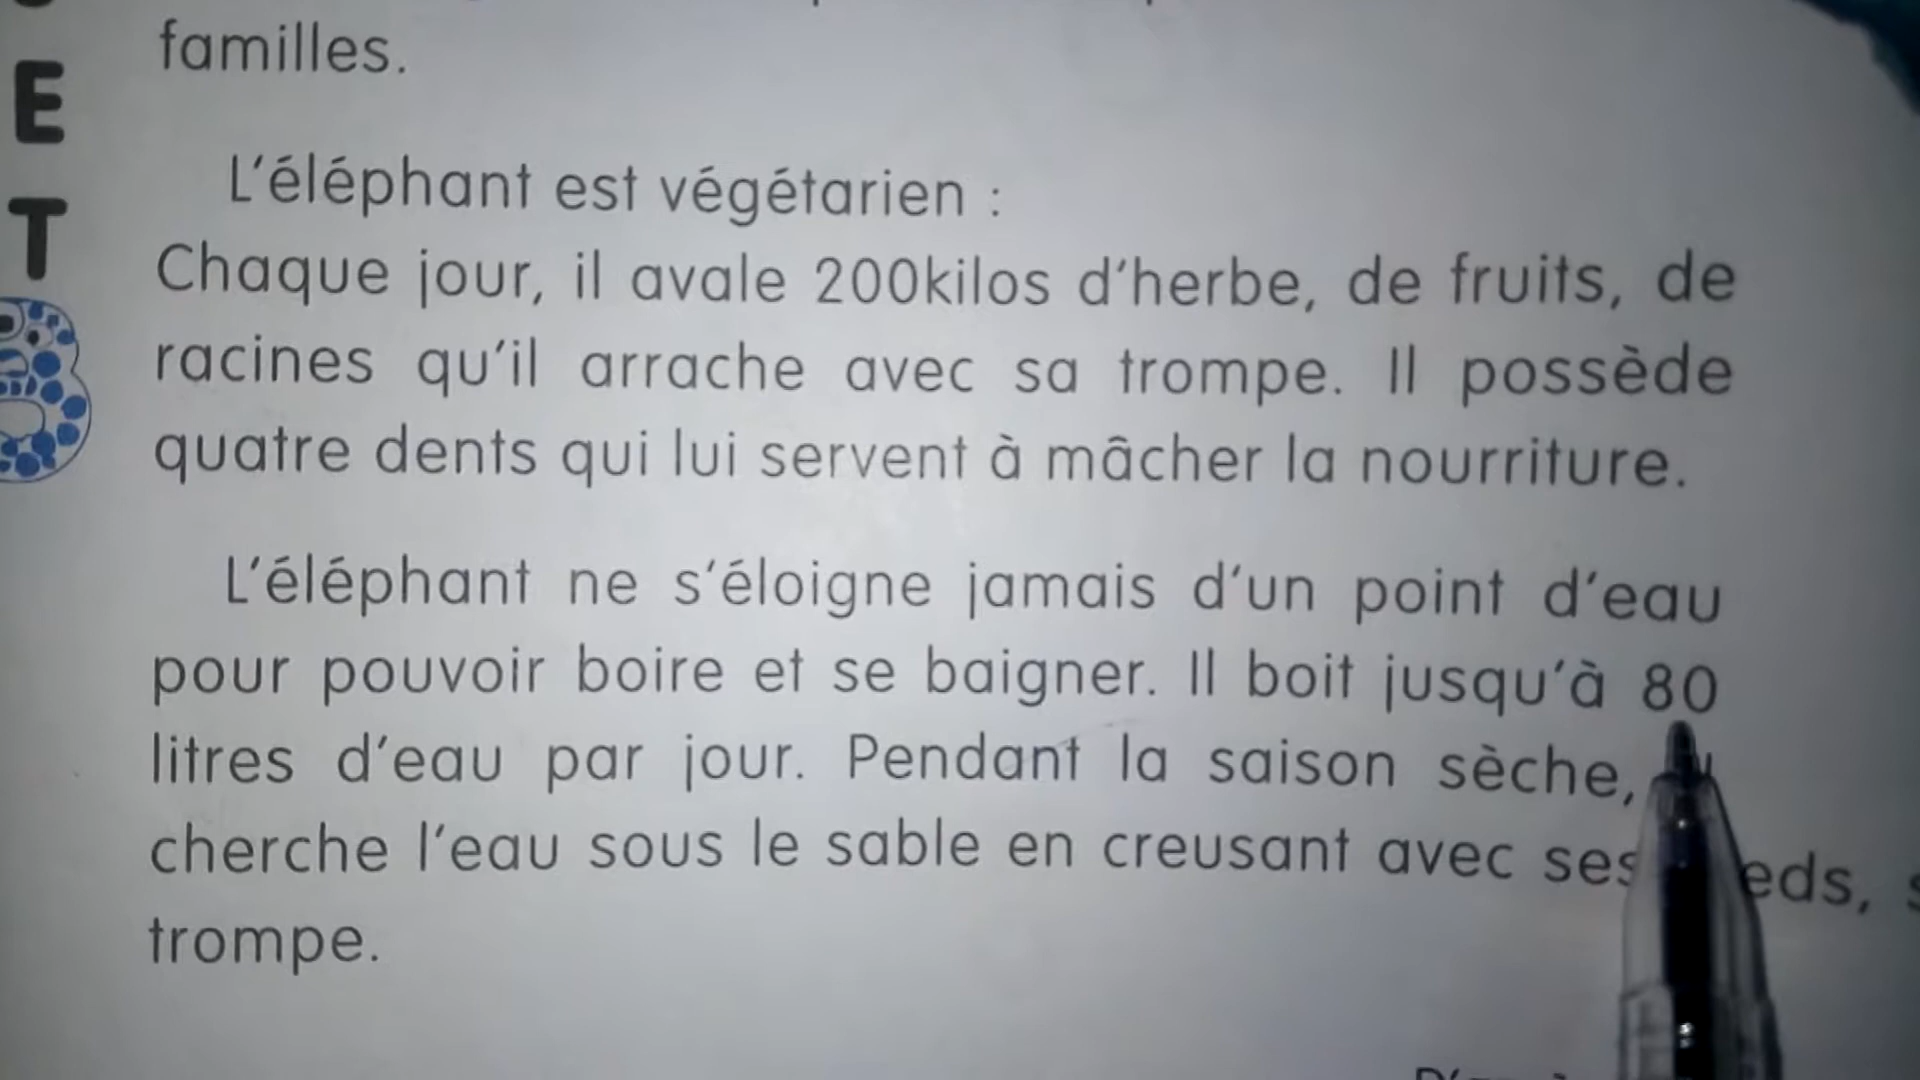 familles.
E
T
L'éléphant est végétarien :
Chaque jour, il avale 200kilos d'herbe, de fruits, de
racines qu'il arrache avec sa trompe. Il possède
quatre dents qui lui servent à mâcher la nourriture.
L'éléphant ne s'éloigne jamais d'un point d'eau
pour pouvoir boire et se baigner. Il boit jusqu'à 80
litres d'eau par jour. Pendant la saison sèche,
cherche l'eau sous le sable en creusant avec
trompe.